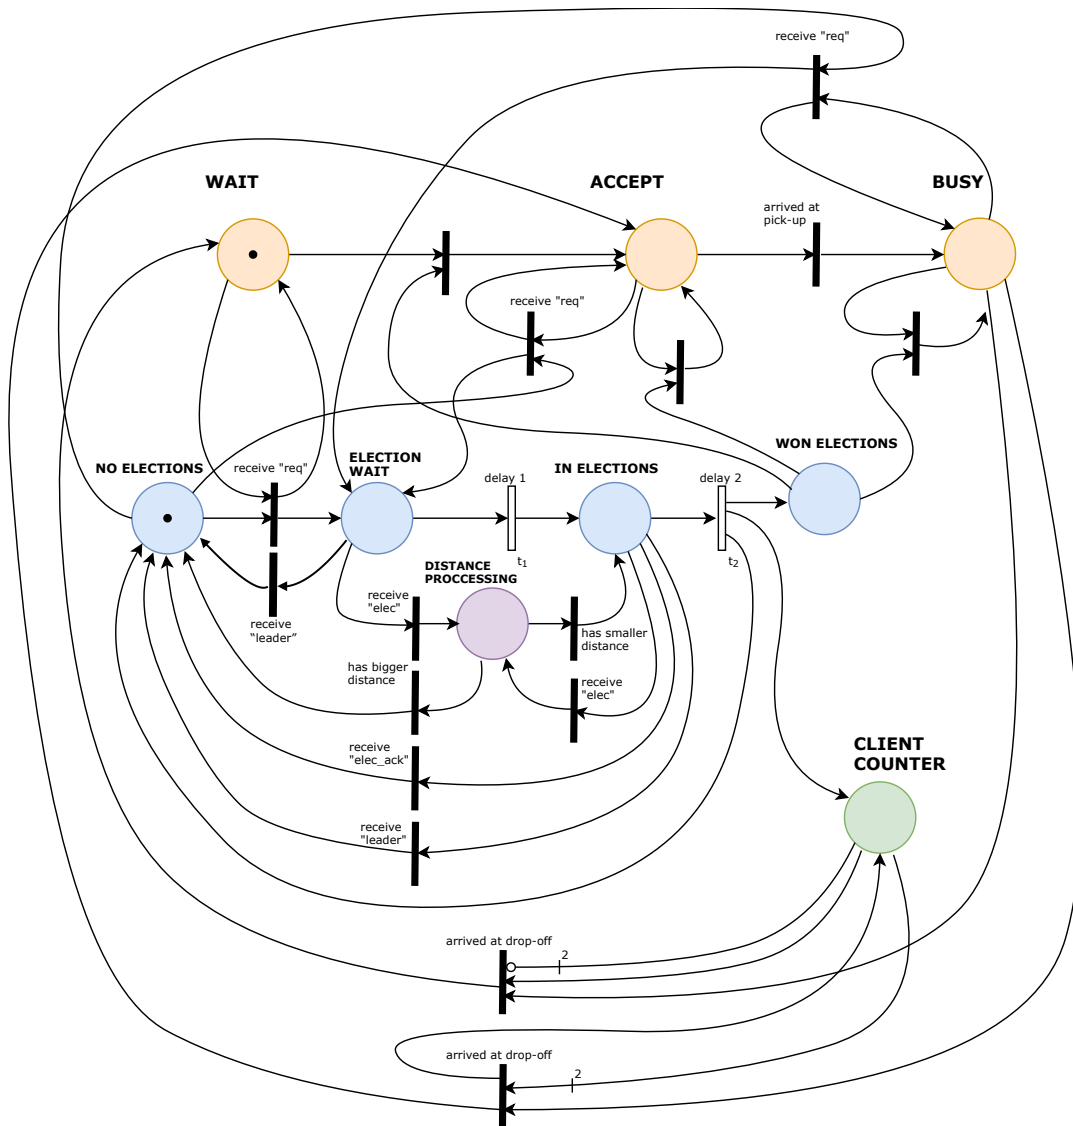 receive "req"
WAIT
ACCEPT
BUSY
arrived at
pick-up
receive "req"
NO ELECTIONS
receive "req"
ELECTION
WAIT
delay 1
IN ELECTIONS
delay 2
WON ELECTIONS
t1
t2
DISTANCE
PROCCESSING
receive
"elec"
receive
“leader”
has smaller
distance
has bigger
distance
receive
"elec"
receive
"elec_ack"
CLIENT
COUNTER
receive
"leader"
arrived at drop-off
2
arrived at drop-off
2